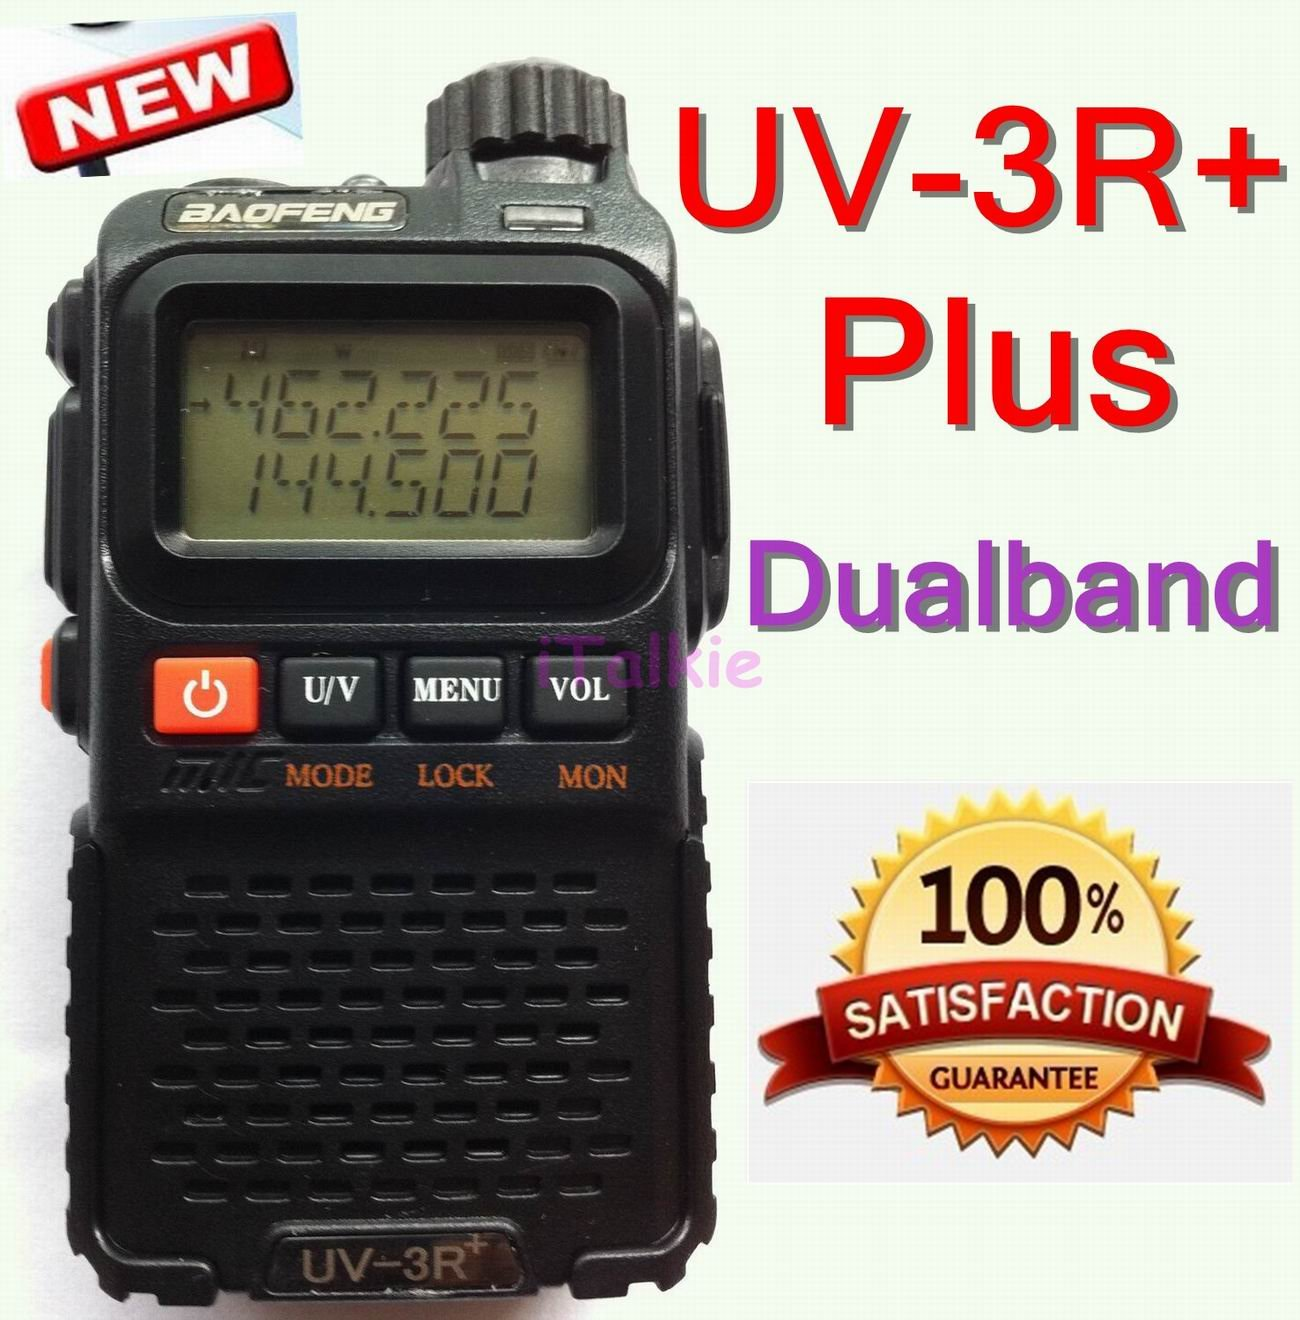 NEW
UV-3R+
Plus
BAOFENG
462.225
144.500
Dualband
iTalkie
U/V MENU VOL
MODE LOCK MON
MIC
100%
SATISFACTION
GUARANTEE
UV-3R+